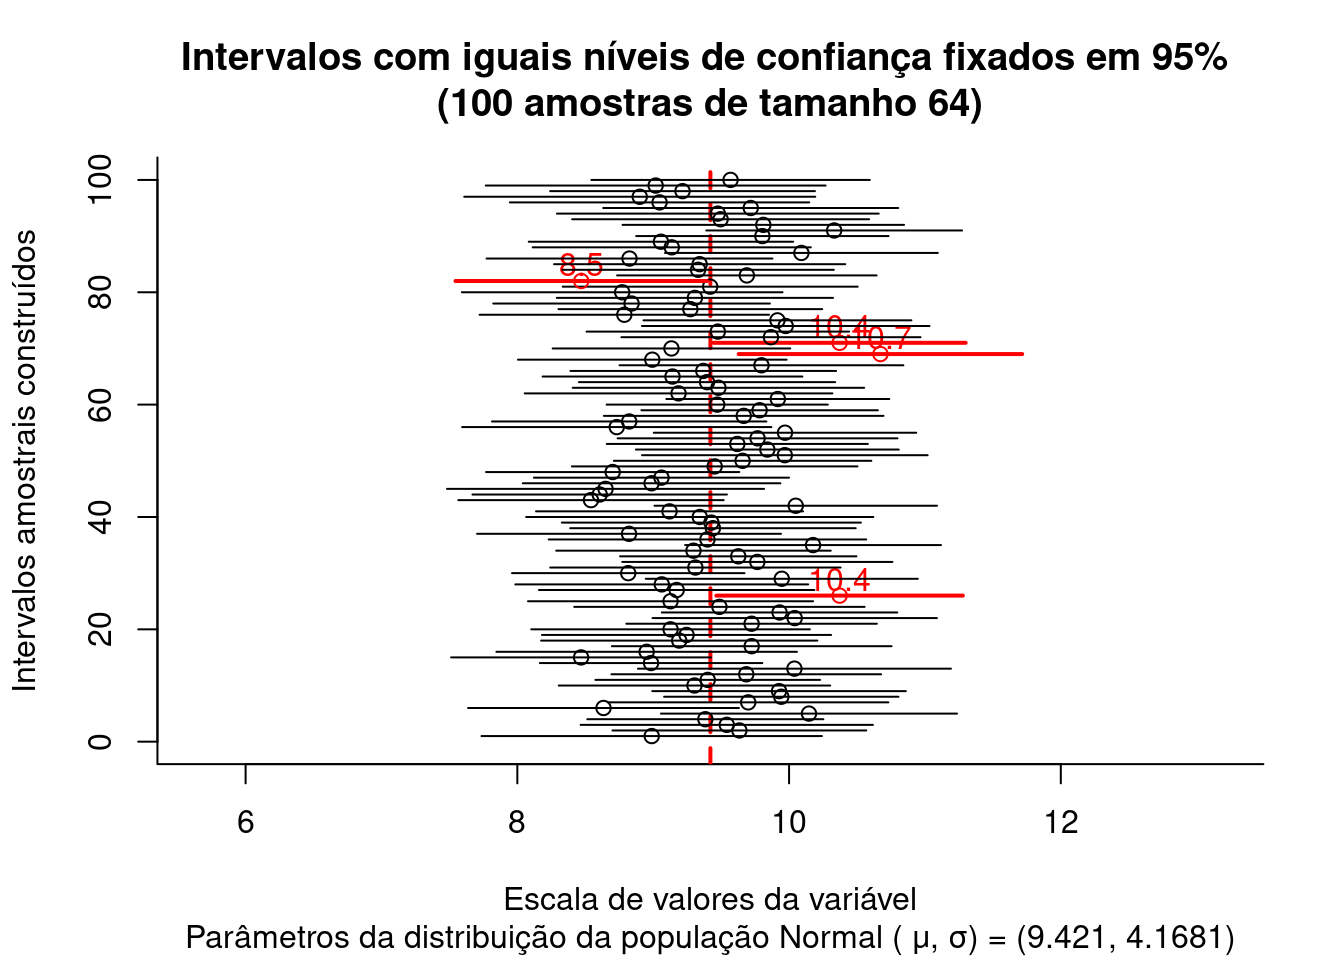 Intervalos com iguais níveis de confiança fixados em 95%
(100 amostras de tamanho 64)
Intervalos amostrais construídos
100
80
60
40
20
0
8.5
10.4
10.7
10.4
6
8
10
12
Escala de valores da variável
Parâmetros da distribuição da população Normal ( μ, σ) = (9.421, 4.1681)